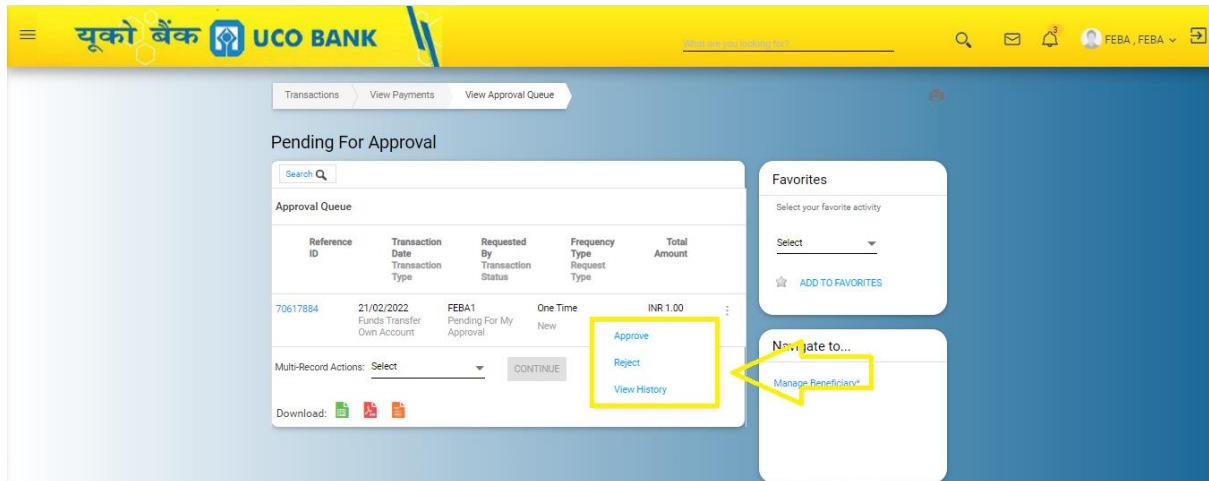 यूको बैंक UCO BANK
What are you looking for?
3
FEBA , FEBA
Transactions View Payments View Approval Queue
Pending For Approval
Search
Approval Queue
Reference ID
Transaction Date
Transaction Type
Requested By
Transaction Status
Frequency Type
Request Type
Total Amount
70617884
21/02/2022
Funds Transfer Own Account
FEBA1
Pending For My Approval
One Time
New
INR 1.00
Approve
Reject
View History
Multi-Record Actions: Select
CONTINUE
Download:
Favorites
Select your favorite activity
Select
ADD TO FAVORITES
Navigate to...
Manage Beneficiary*